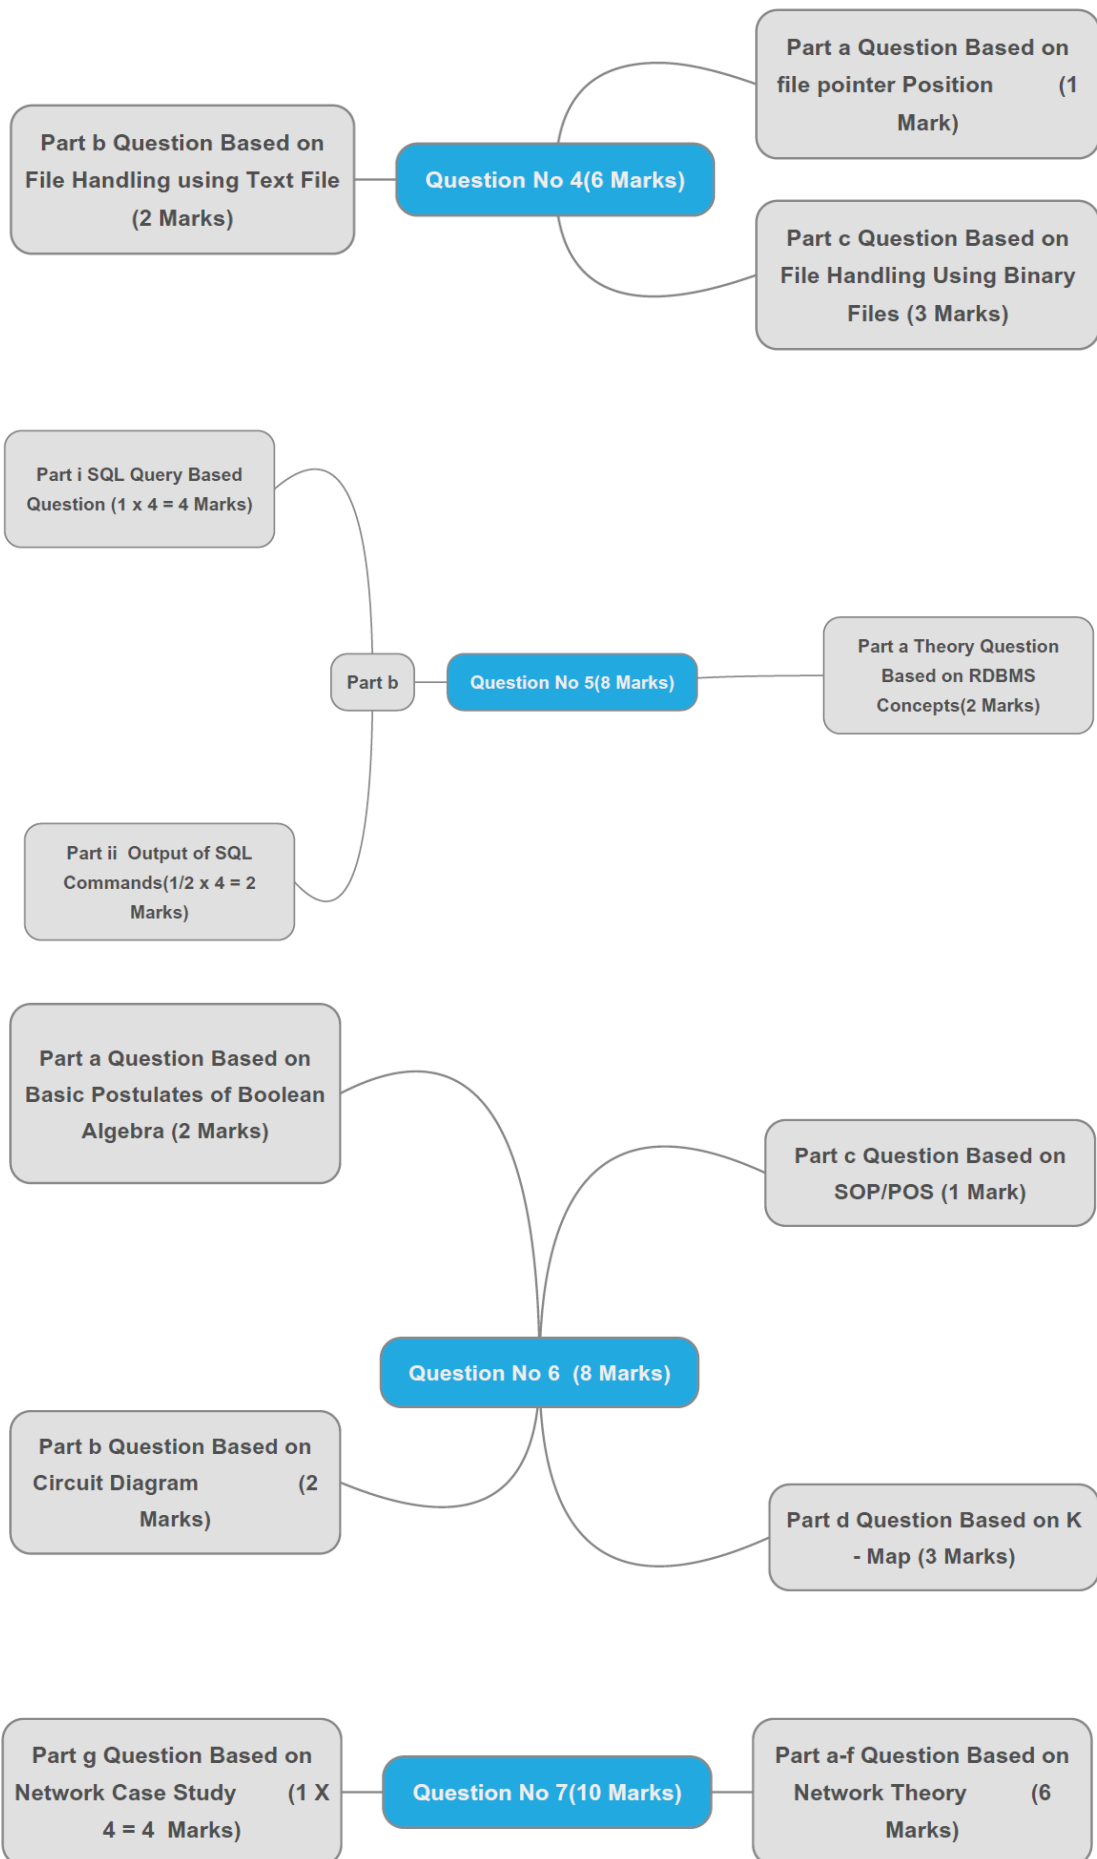 Part a Question Based on
file pointer Position (1
Mark)
Part b Question Based on
File Handling using Text File
(2 Marks)
Question No 4(6 Marks)
Part c Question Based on
File Handling Using Binary
Files (3 Marks)
Part i SQL Query Based
Question (1 x 4 = 4 Marks)
Part b
Question No 5(8 Marks)
Part a Theory Question
Based on RDBMS
Concepts(2 Marks)
Part ii Output of SQL
Commands(1/2 x 4 = 2
Marks)
Part a Question Based on
Basic Postulates of Boolean
Algebra (2 Marks)
Part c Question Based on
SOP/POS (1 Mark)
Question No 6 (8 Marks)
Part b Question Based on
Circuit Diagram (2
Marks)
Part d Question Based on K
- Map (3 Marks)
Part g Question Based on
Network Case Study (1 X
4 = 4 Marks)
Question No 7(10 Marks)
Part a-f Question Based on
Network Theory (6
Marks)